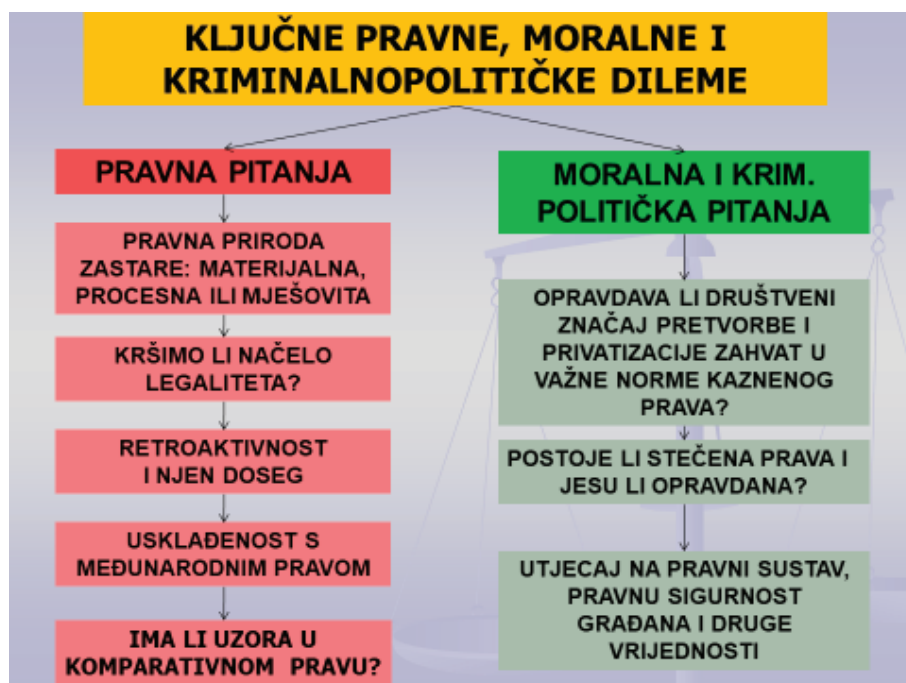 KLJUČNE PRAVNE, MORALNE I
KRIMINALNOPOLITIČKE DILEME
PRAVNA PITANJA
PRAVNA PRIRODA
ZASTARE: MATERIJALNA,
PROCESNA ILI MJEŠOVITA
KRŠIMO LI NAČELO
LEGALITETA?
RETROAKTIVNOST
I NJEN DOSEG
USKLAĐENOST S
MEĐUNARODNIM PRAVOM
IMA LI UZORA U
KOMPARATIVNOM PRAVU?
MORALNA I KRIM.
POLITIČKA PITANJA
OPRAVDAVA LI DRUŠTVENI
ZNAČAJ PRETVORBE I
PRIVATIZACIJE ZAHVAT U
VAŽNE NORME KAZNENOG
PRAVA?
POSTOJE LI STEČENA PRAVA I
JESU LI OPRAVDANA?
UTJECAJ NA PRAVNI SUSTAV,
PRAVNU SIGURNOST
GRAĐANA I DRUGE
VRIJEDNOSTI